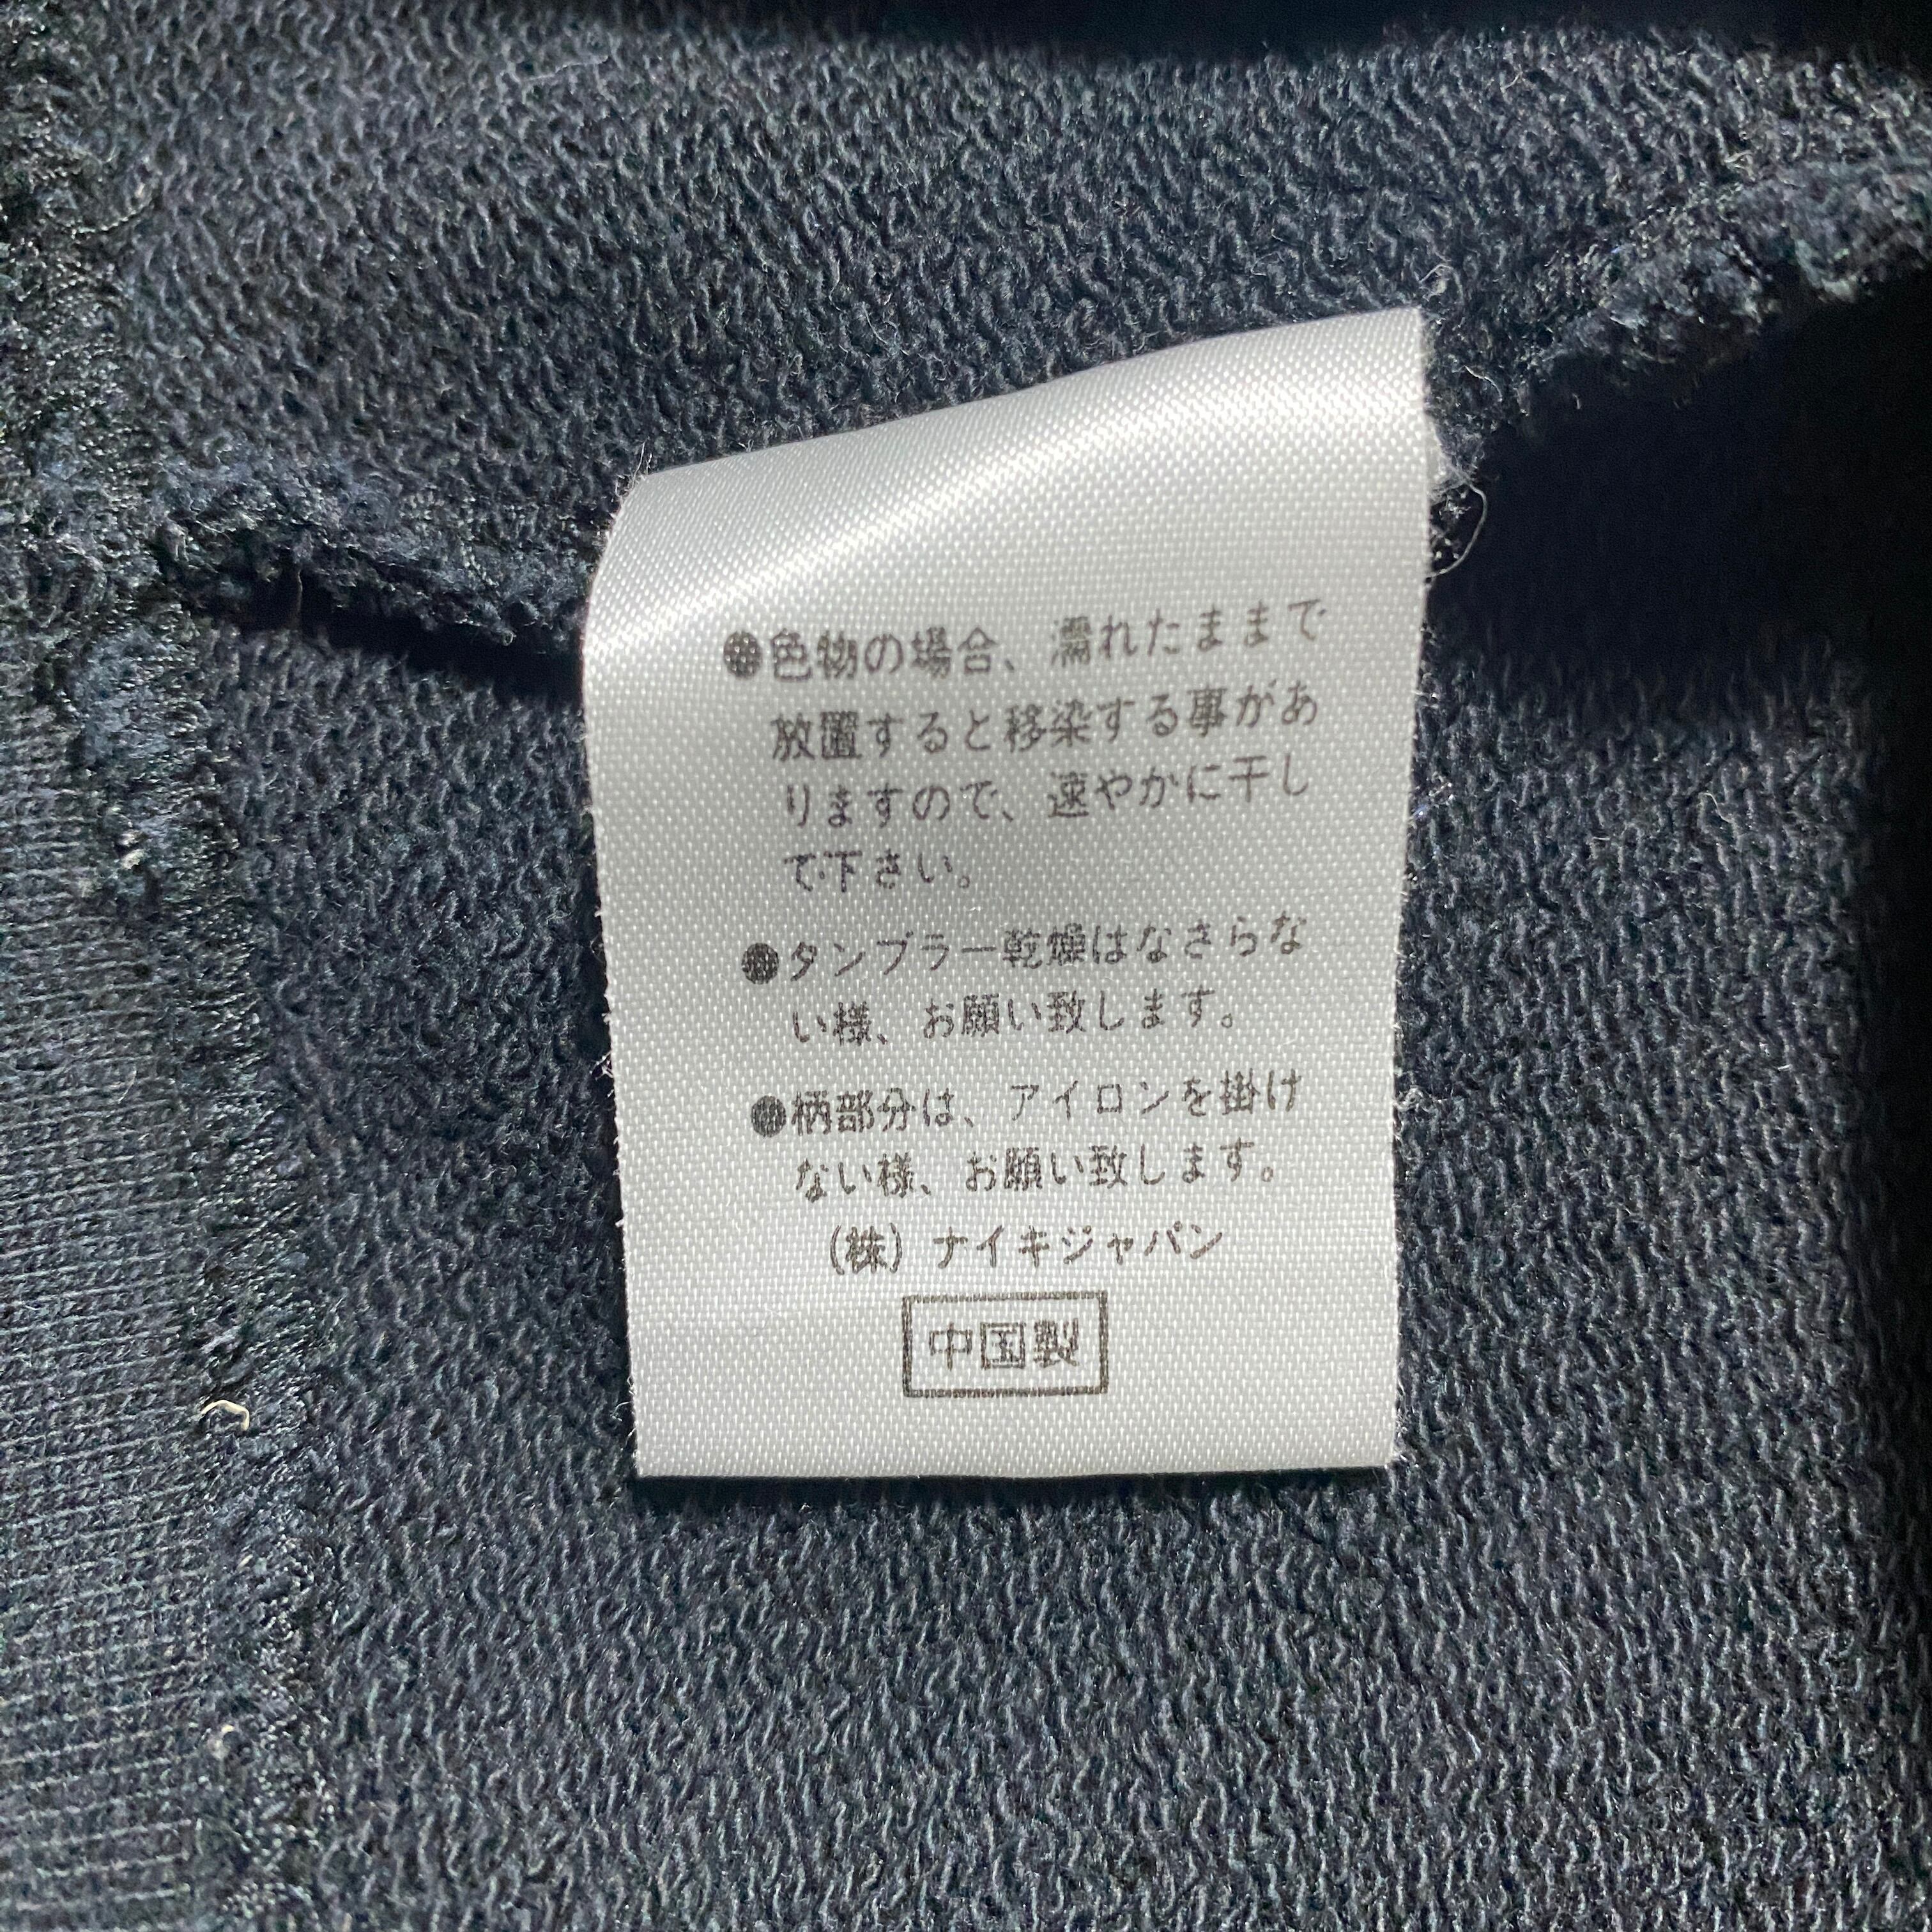 ●色物の場合、濡れたままで
放置すると移染する事があ
りますので、速やかに干し
て下さい。
●タンブラー乾燥はなさらな
い様、お願い致します。
●柄部分は、アイロンを掛け
ない様、お願い致します。
(株) ナイキジャパン
中国製